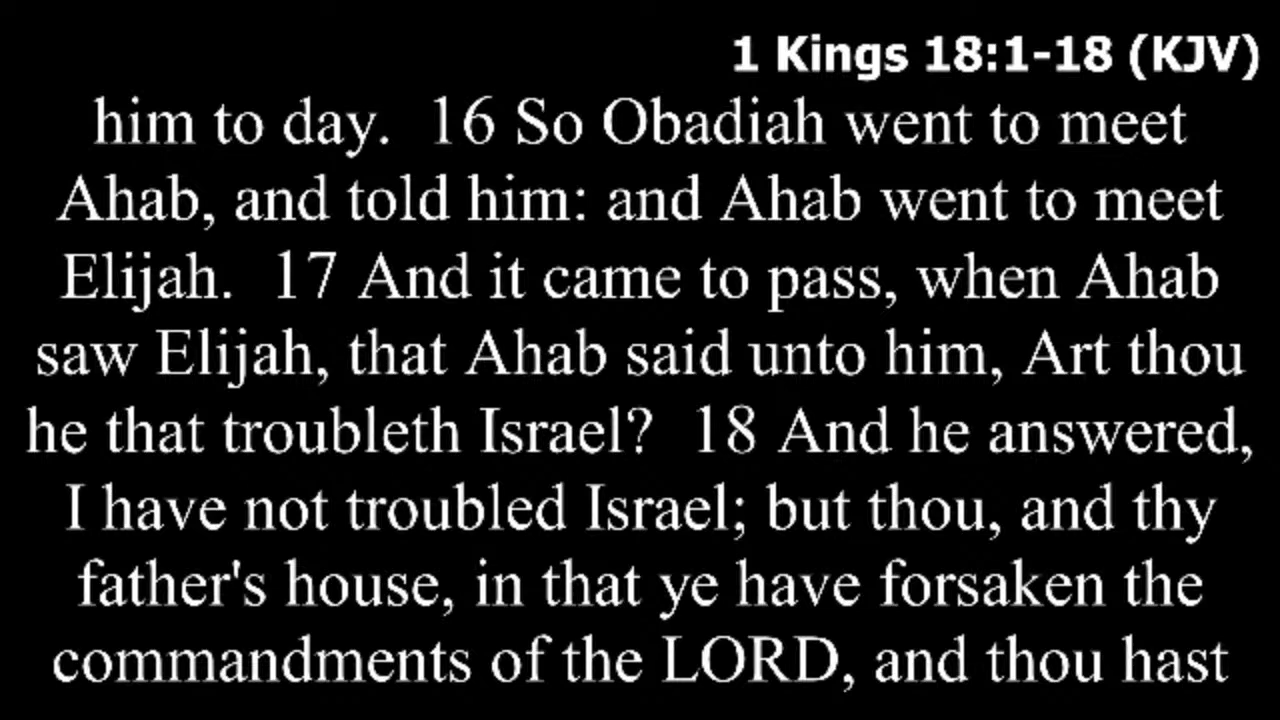 1 Kings 18:1-18 (KJV)
him to day.  16 So Obadiah went to meet
Ahab, and told him: and Ahab went to meet
Elijah.  17 And it came to pass, when Ahab
saw Elijah, that Ahab said unto him, Art thou
he that troubleth Israel?  18 And he answered,
I have not troubled Israel; but thou, and thy
father's house, in that ye have forsaken the
commandments of the LORD, and thou hast